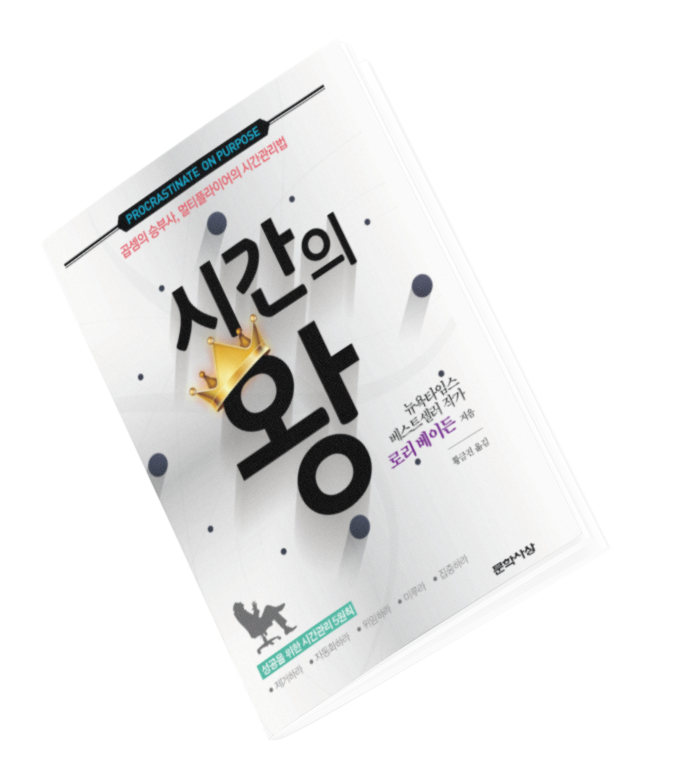 PROCRASTINATE ON PURPOSE
곱셈의 승부사, 멀티플라이어의 시간관리법
시간의
왕
뉴욕타임스
베스트셀러 작가
로리 베이든 지음
황금진 옮김
성공을 위한 시간관리 5원칙
• 제거하라 • 자동화하라 • 위임하라 • 미루라 • 집중하라
문학사상